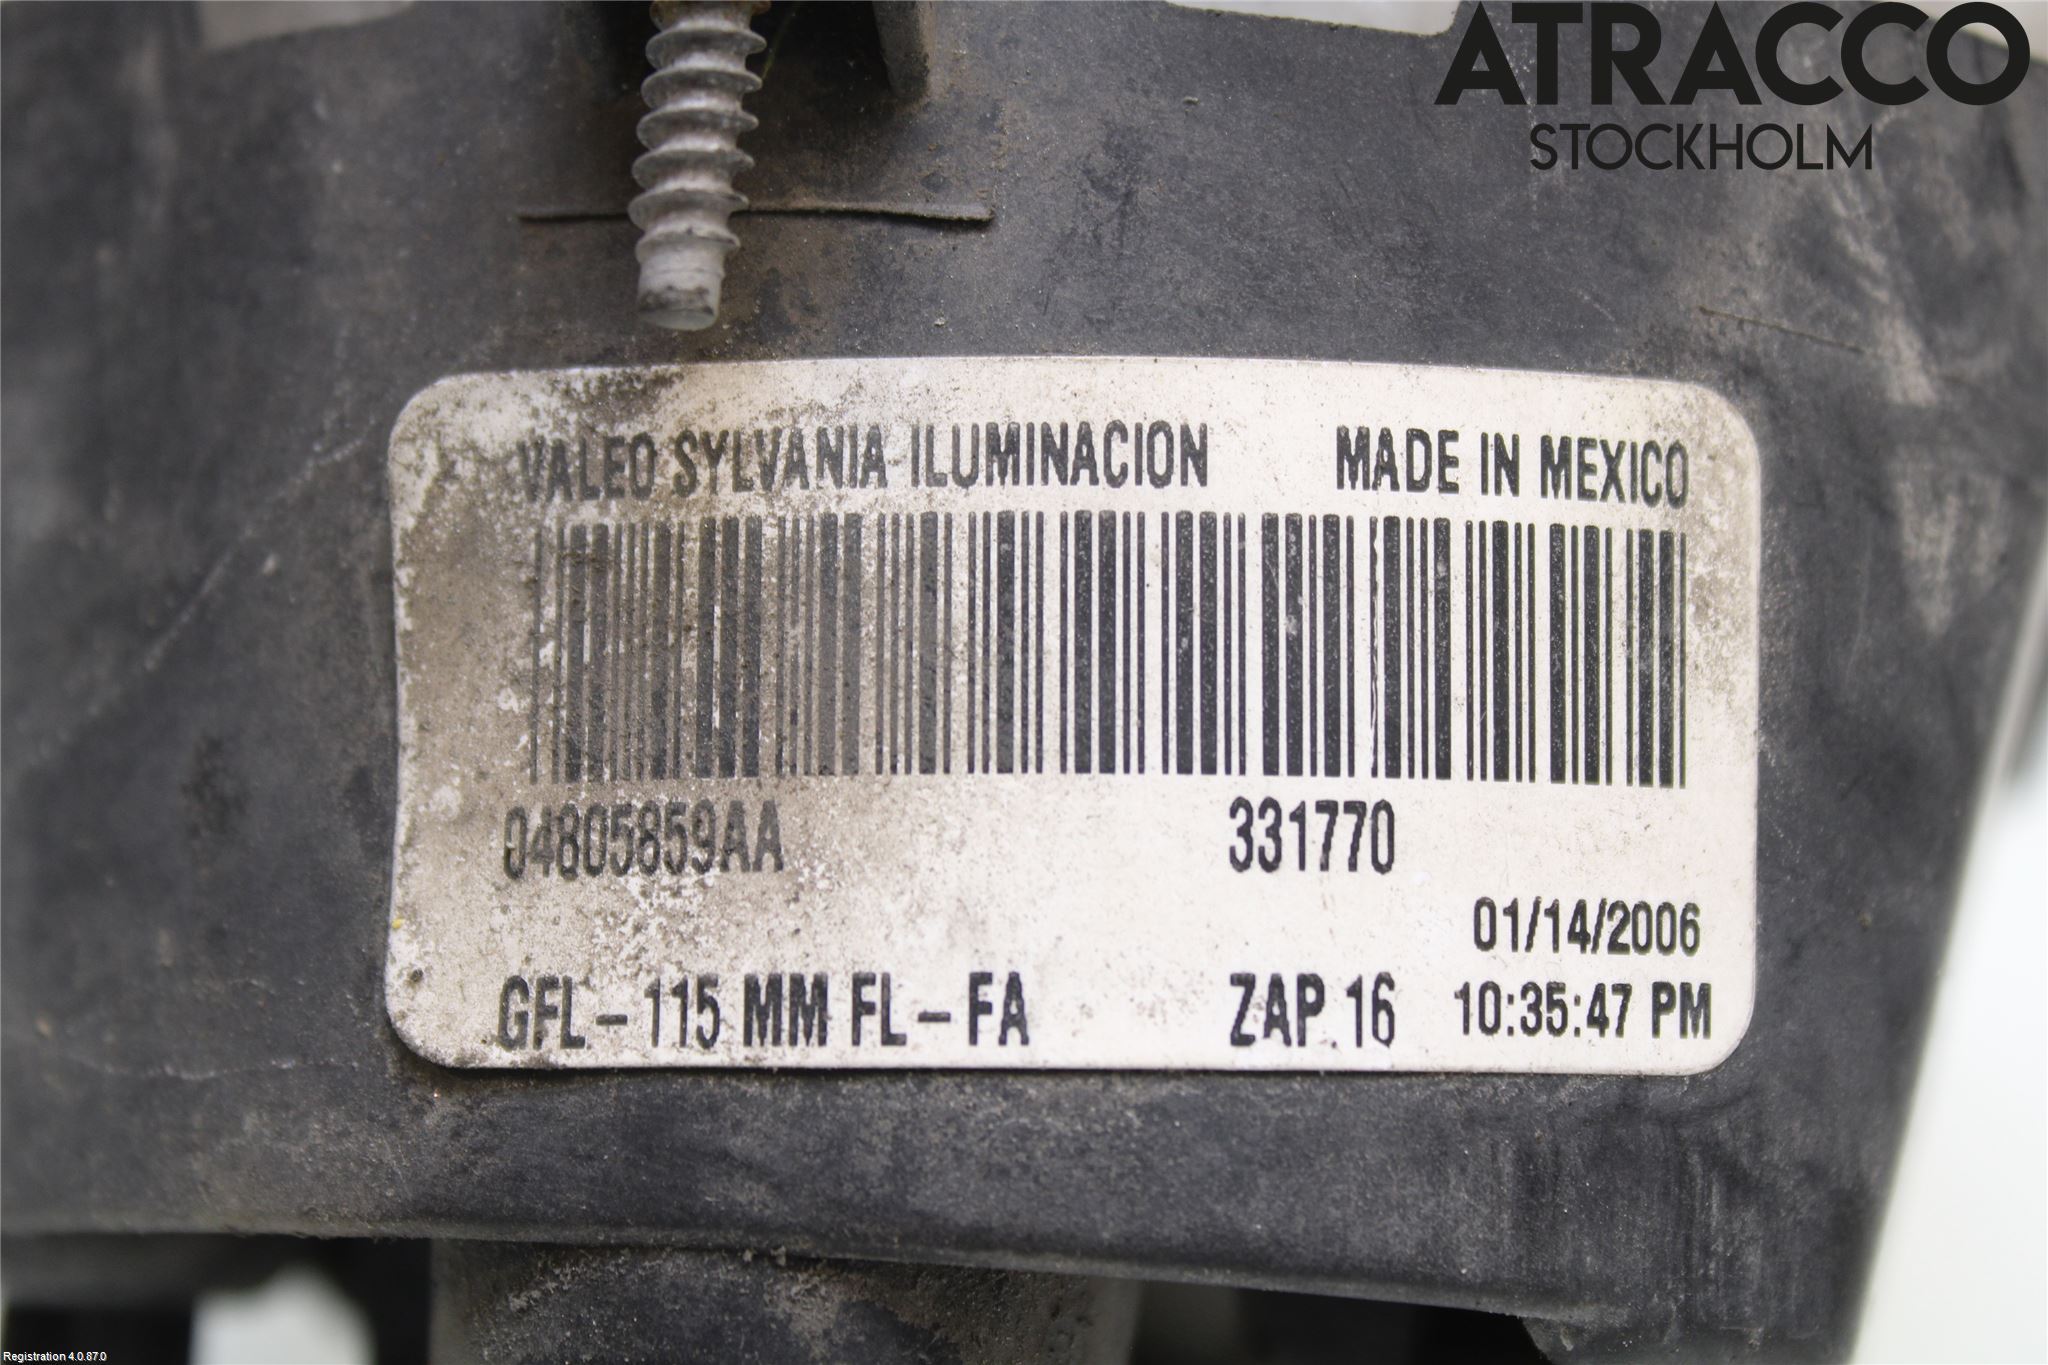 ATRACCO
STOCKHOLM
VALEO SYLVANIA ILUMINACION MADE IN MEXICO
04805859AA 331770
01/14/2006
GFL-115 MM FL-FA ZAP.16 10:35:47 PM
Registration 4.0.87.0